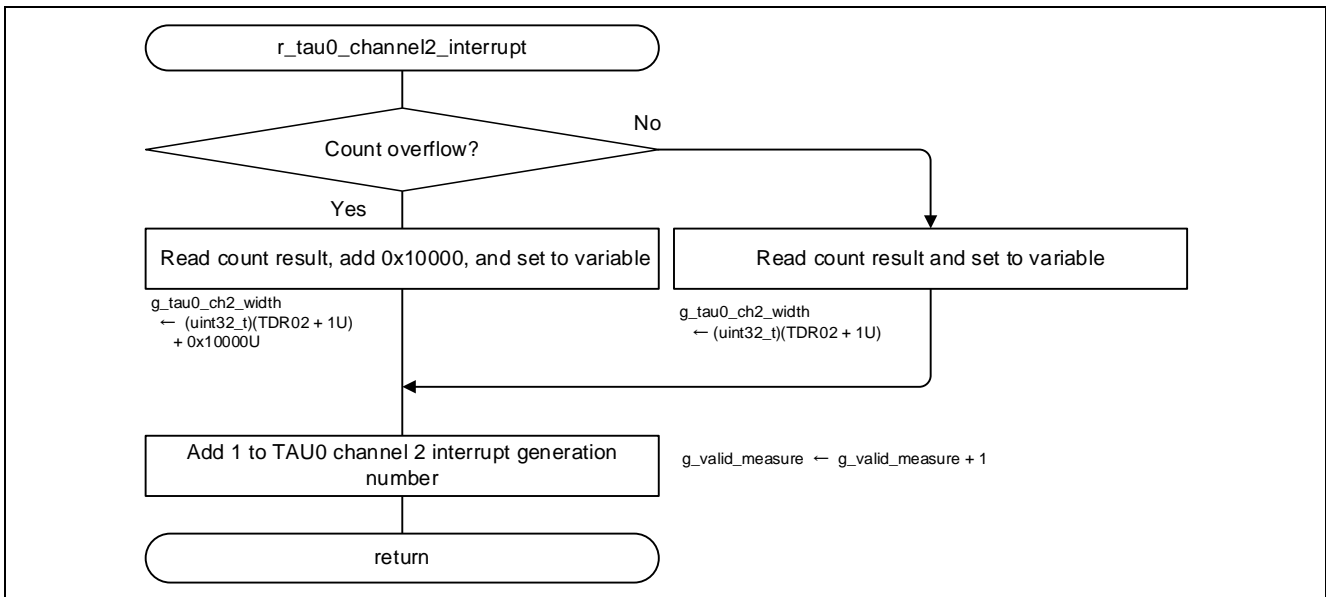 r_tau0_channel2_interrupt
Count overflow?
No
Yes
Read count result, add 0x10000, and set to variable
Read count result and set to variable
g_tau0_ch2_width
← (uint32_t)(TDR02 + 1U)
+ 0x10000U
g_tau0_ch2_width
← (uint32_t)(TDR02 + 1U)
Add 1 to TAU0 channel 2 interrupt generation
number
g_valid_measure ← g_valid_measure + 1
return